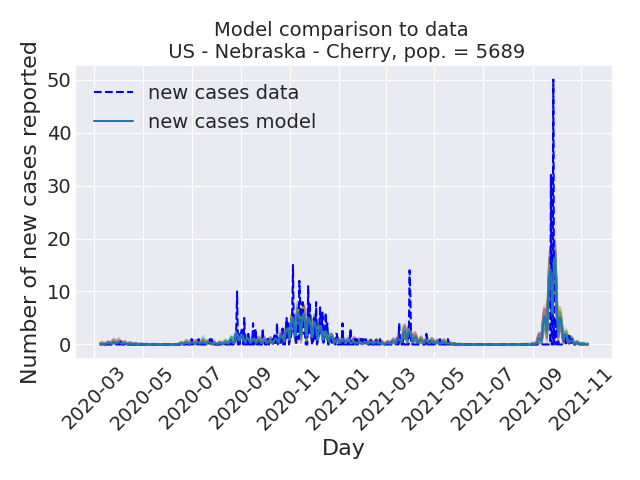 Model comparison to data
US - Nebraska - Cherry, pop. = 5689
Number of new cases reported
50
40
30
20
10
0
new cases data
new cases model
2020-03
2020-05
2020-07
2020-09
2020-11
2021-01
2021-03
2021-05
2021-07
2021-09
2021-11
Day